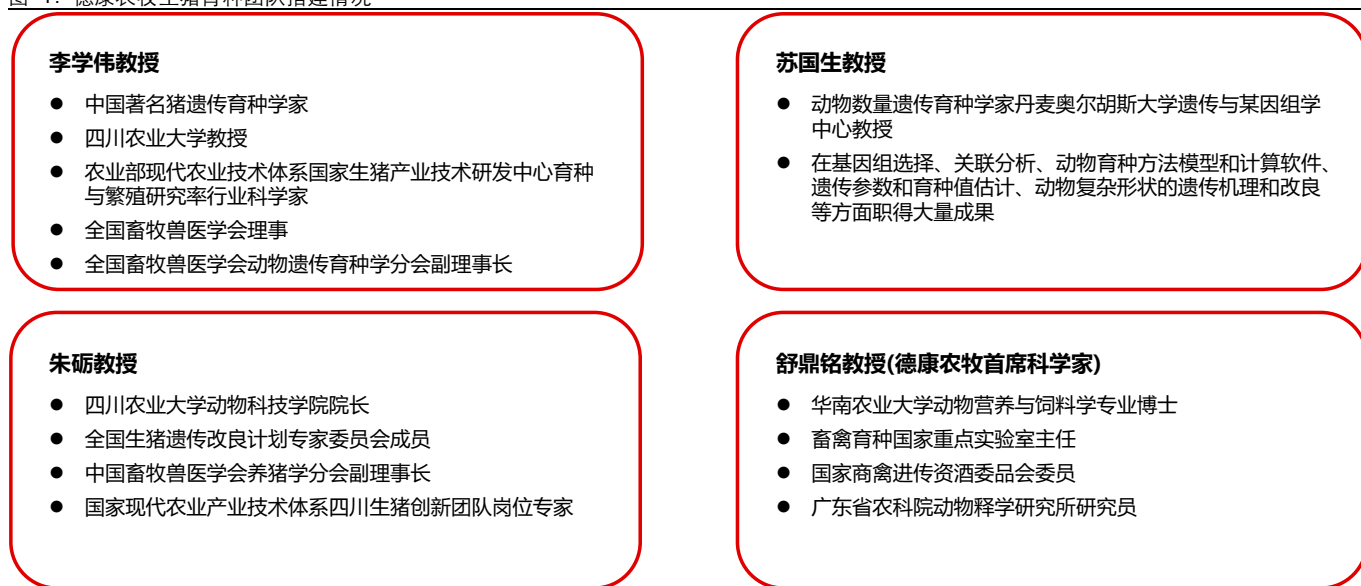 图 4：德康农牧生猪育种团队搭建情况
李学伟教授
● 中国著名猪遗传育种学家
● 四川农业大学教授
● 农业部现代农业技术体系国家生猪产业技术研发中心育种
与繁殖研究率行业科学家
● 全国畜牧兽医学会理事
● 全国畜牧兽医学会动物遗传育种学分会副理事长
苏国生教授
● 动物数量遗传育种学家丹麦奥尔胡斯大学遗传与某因组学
中心教授
● 在基因组选择、关联分析、动物育种方法模型和计算软件、
遗传参数和育种值估计、动物复杂形状的遗传机理和改良
等方面职得大量成果
朱砺教授
● 四川农业大学动物科技学院院长
● 全国生猪遗传改良计划专家委员会成员
● 中国畜牧兽医学会养猪学分会副理事长
● 国家现代农业产业技术体系四川生猪创新团队岗位专家
舒鼎铭教授(德康农牧首席科学家)
● 华南农业大学动物营养与饲料学专业博士
● 畜禽育种国家重点实验室主任
● 国家商禽进传资酒委品会委员
● 广东省农科院动物释学研究所研究员